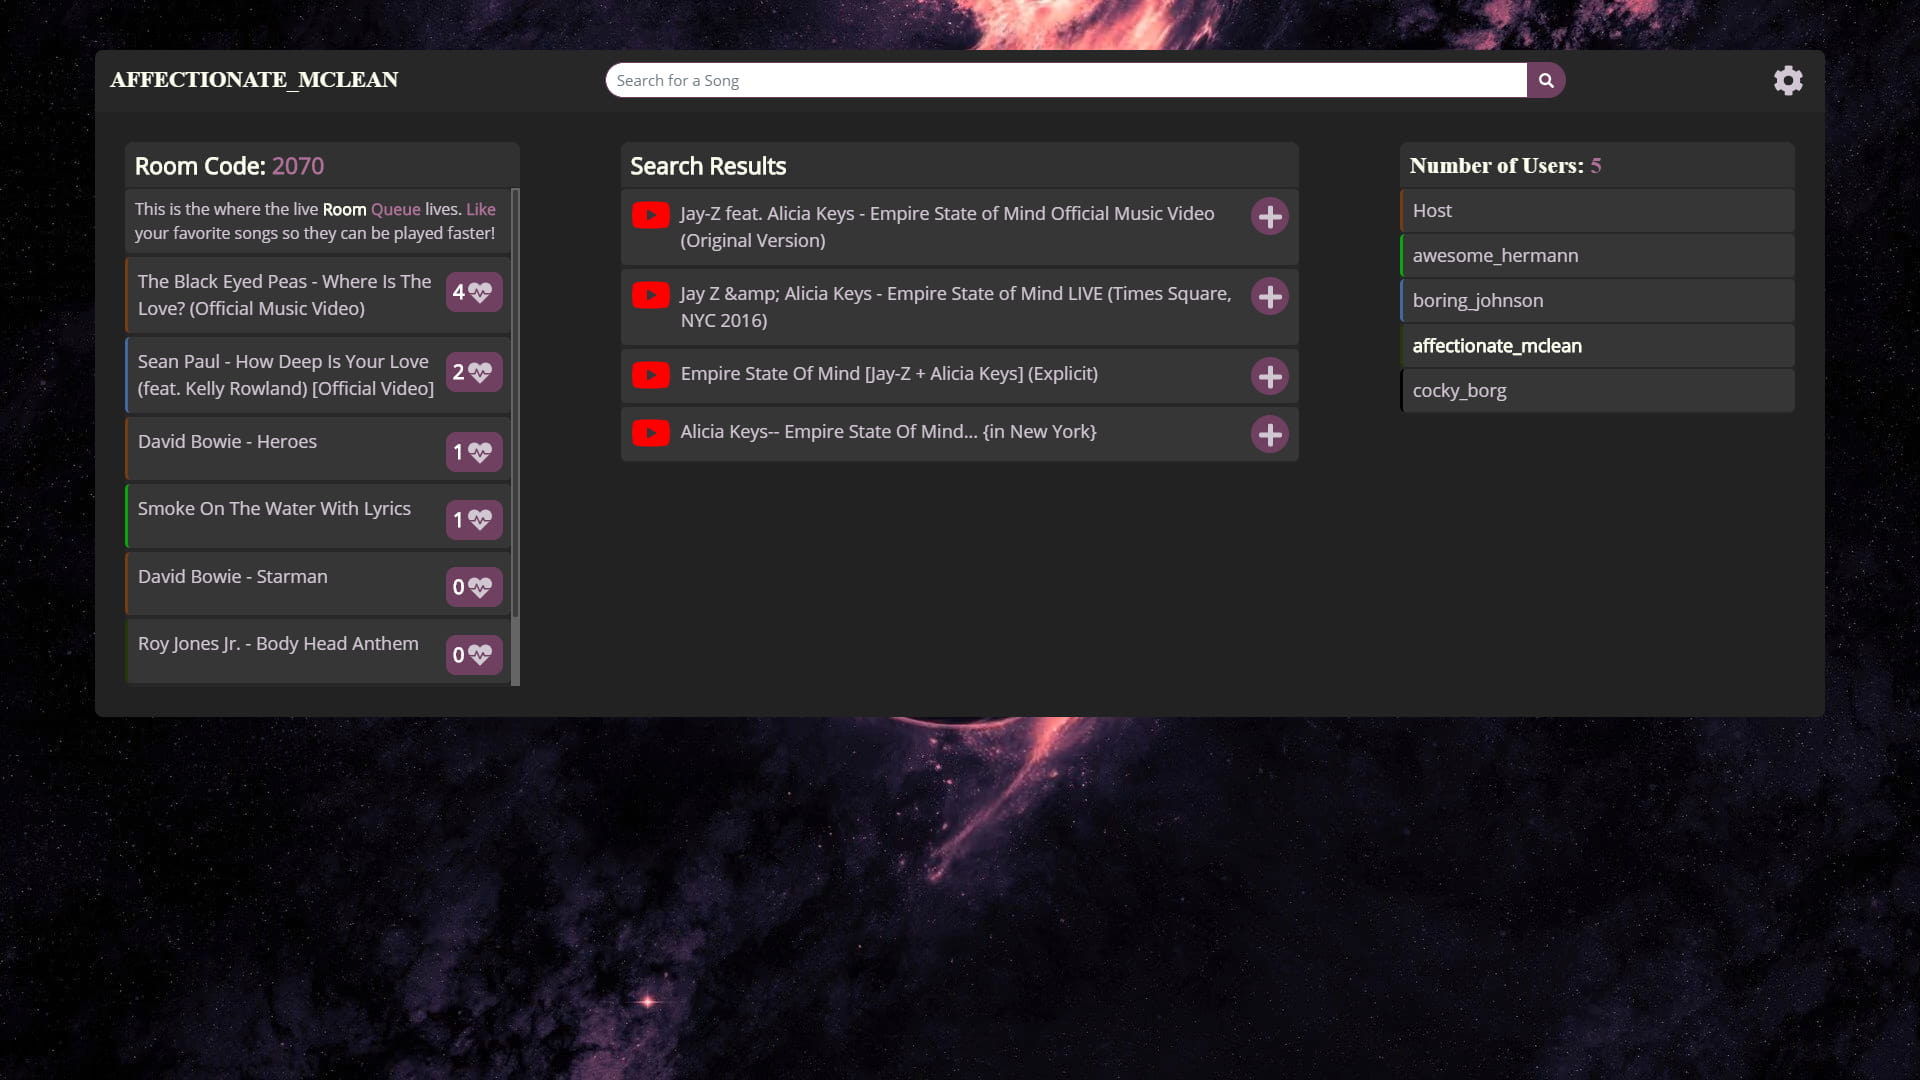 AFFECTIONATE_MCLEAN
Search for a Song
Room Code: 2070
This is the where the live Room Queue lives. Like
your favorite songs so they can be played faster!
The Black Eyed Peas - Where Is The
Love? (Official Music Video)
4
Sean Paul - How Deep Is Your Love
(feat. Kelly Rowland) [Official Video]
2
David Bowie - Heroes
1
Smoke On The Water With Lyrics
1
David Bowie - Starman
0
Roy Jones Jr. - Body Head Anthem
0
Search Results
Jay-Z feat. Alicia Keys - Empire State of Mind Official Music Video
(Original Version)
Jay Z &amp; Alicia Keys - Empire State of Mind LIVE (Times Square,
NYC 2016)
Empire State Of Mind [Jay-Z + Alicia Keys] (Explicit)
Alicia Keys-- Empire State Of Mind... {in New York}
Number of Users: 5
Host
awesome_hermann
boring_johnson
affectionate_mclean
cocky_borg